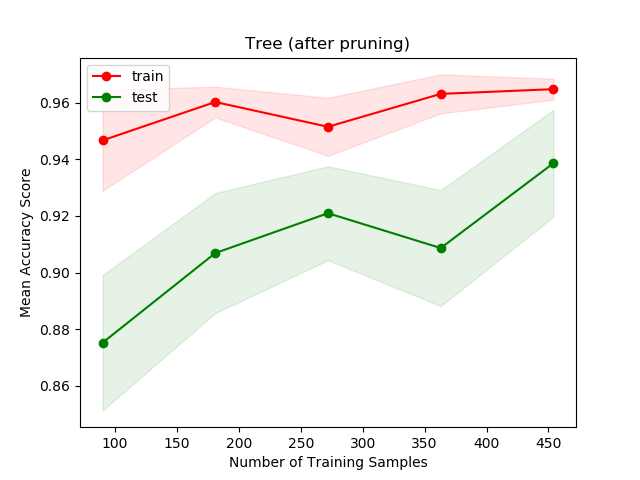 Tree (after pruning)
train
test
0.96
0.94
0.92
0.90
0.88
0.86
Mean Accuracy Score
100 150 200 250 300 350 400 450
Number of Training Samples